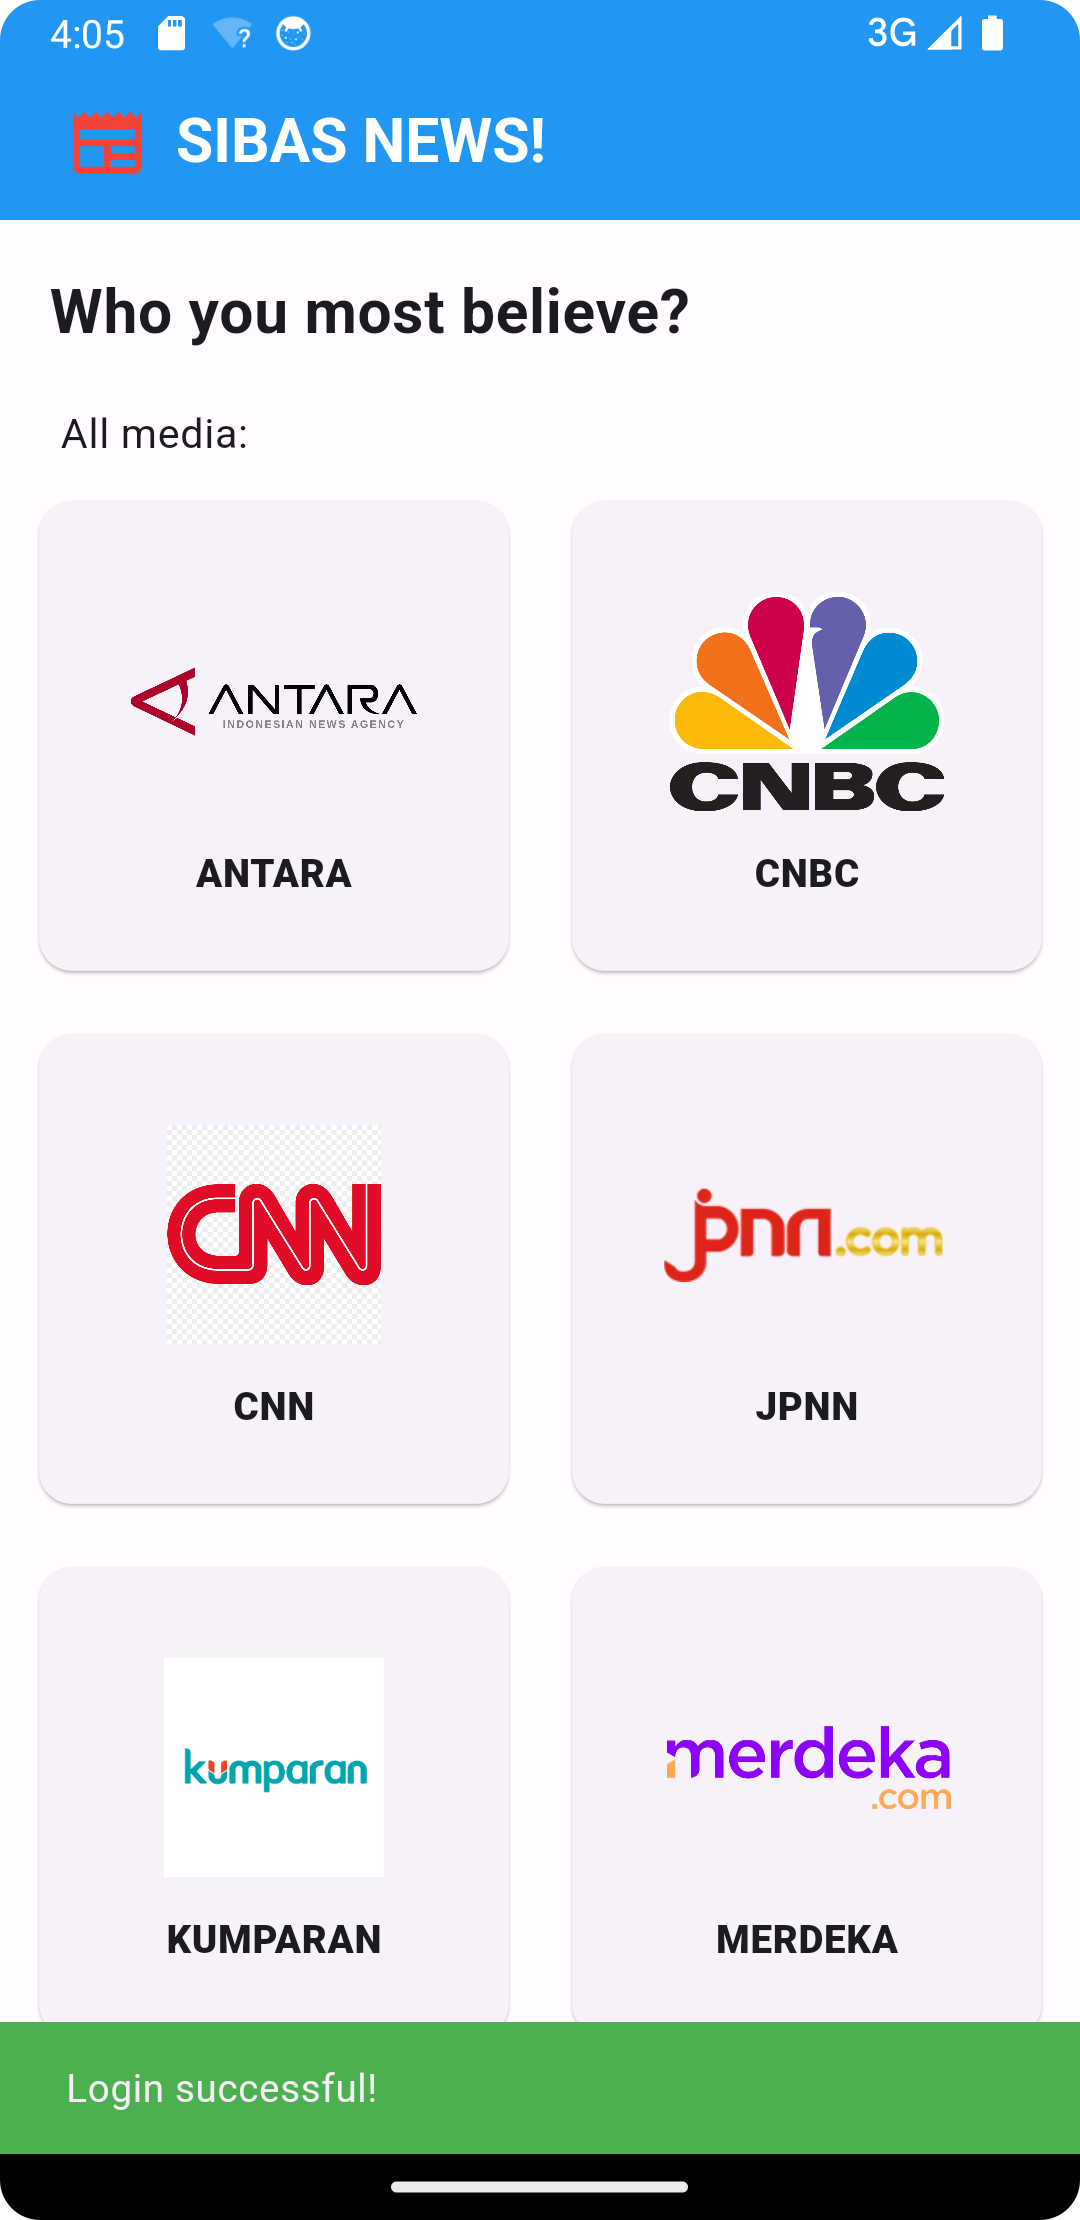 4:05
3G
SIBAS NEWS!
Who you most believe?
All media:
ANTARA
INDONESIAN NEWS AGENCY
ANTARA
CNBC
CNBC
CNN
CNN
jpnn.com
JPNN
kumparan
KUMPARAN
merdeka
.com
MERDEKA
Login successful!